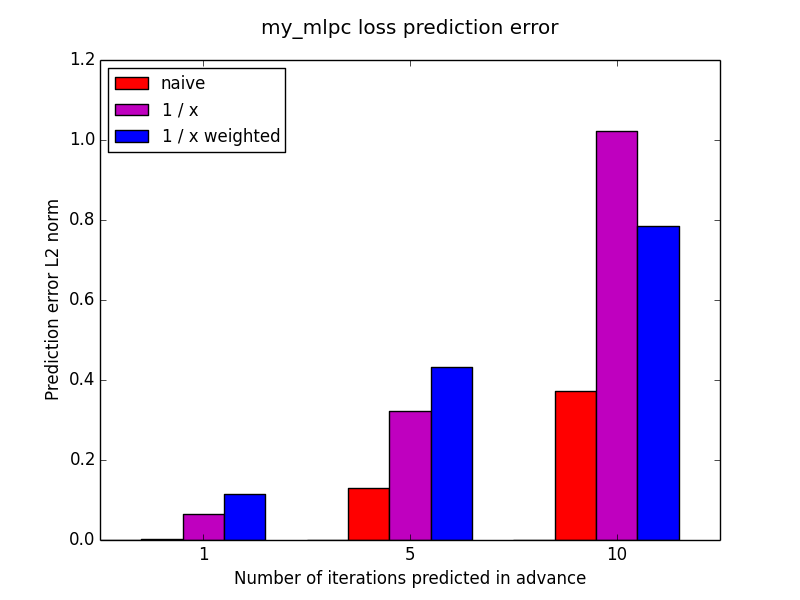 my_mlpc loss prediction error
1.2
1.0
0.8
0.6
0.4
0.2
0.0
Prediction error L2 norm
naive
1 / x
1 / x weighted
1
5
10
Number of iterations predicted in advance